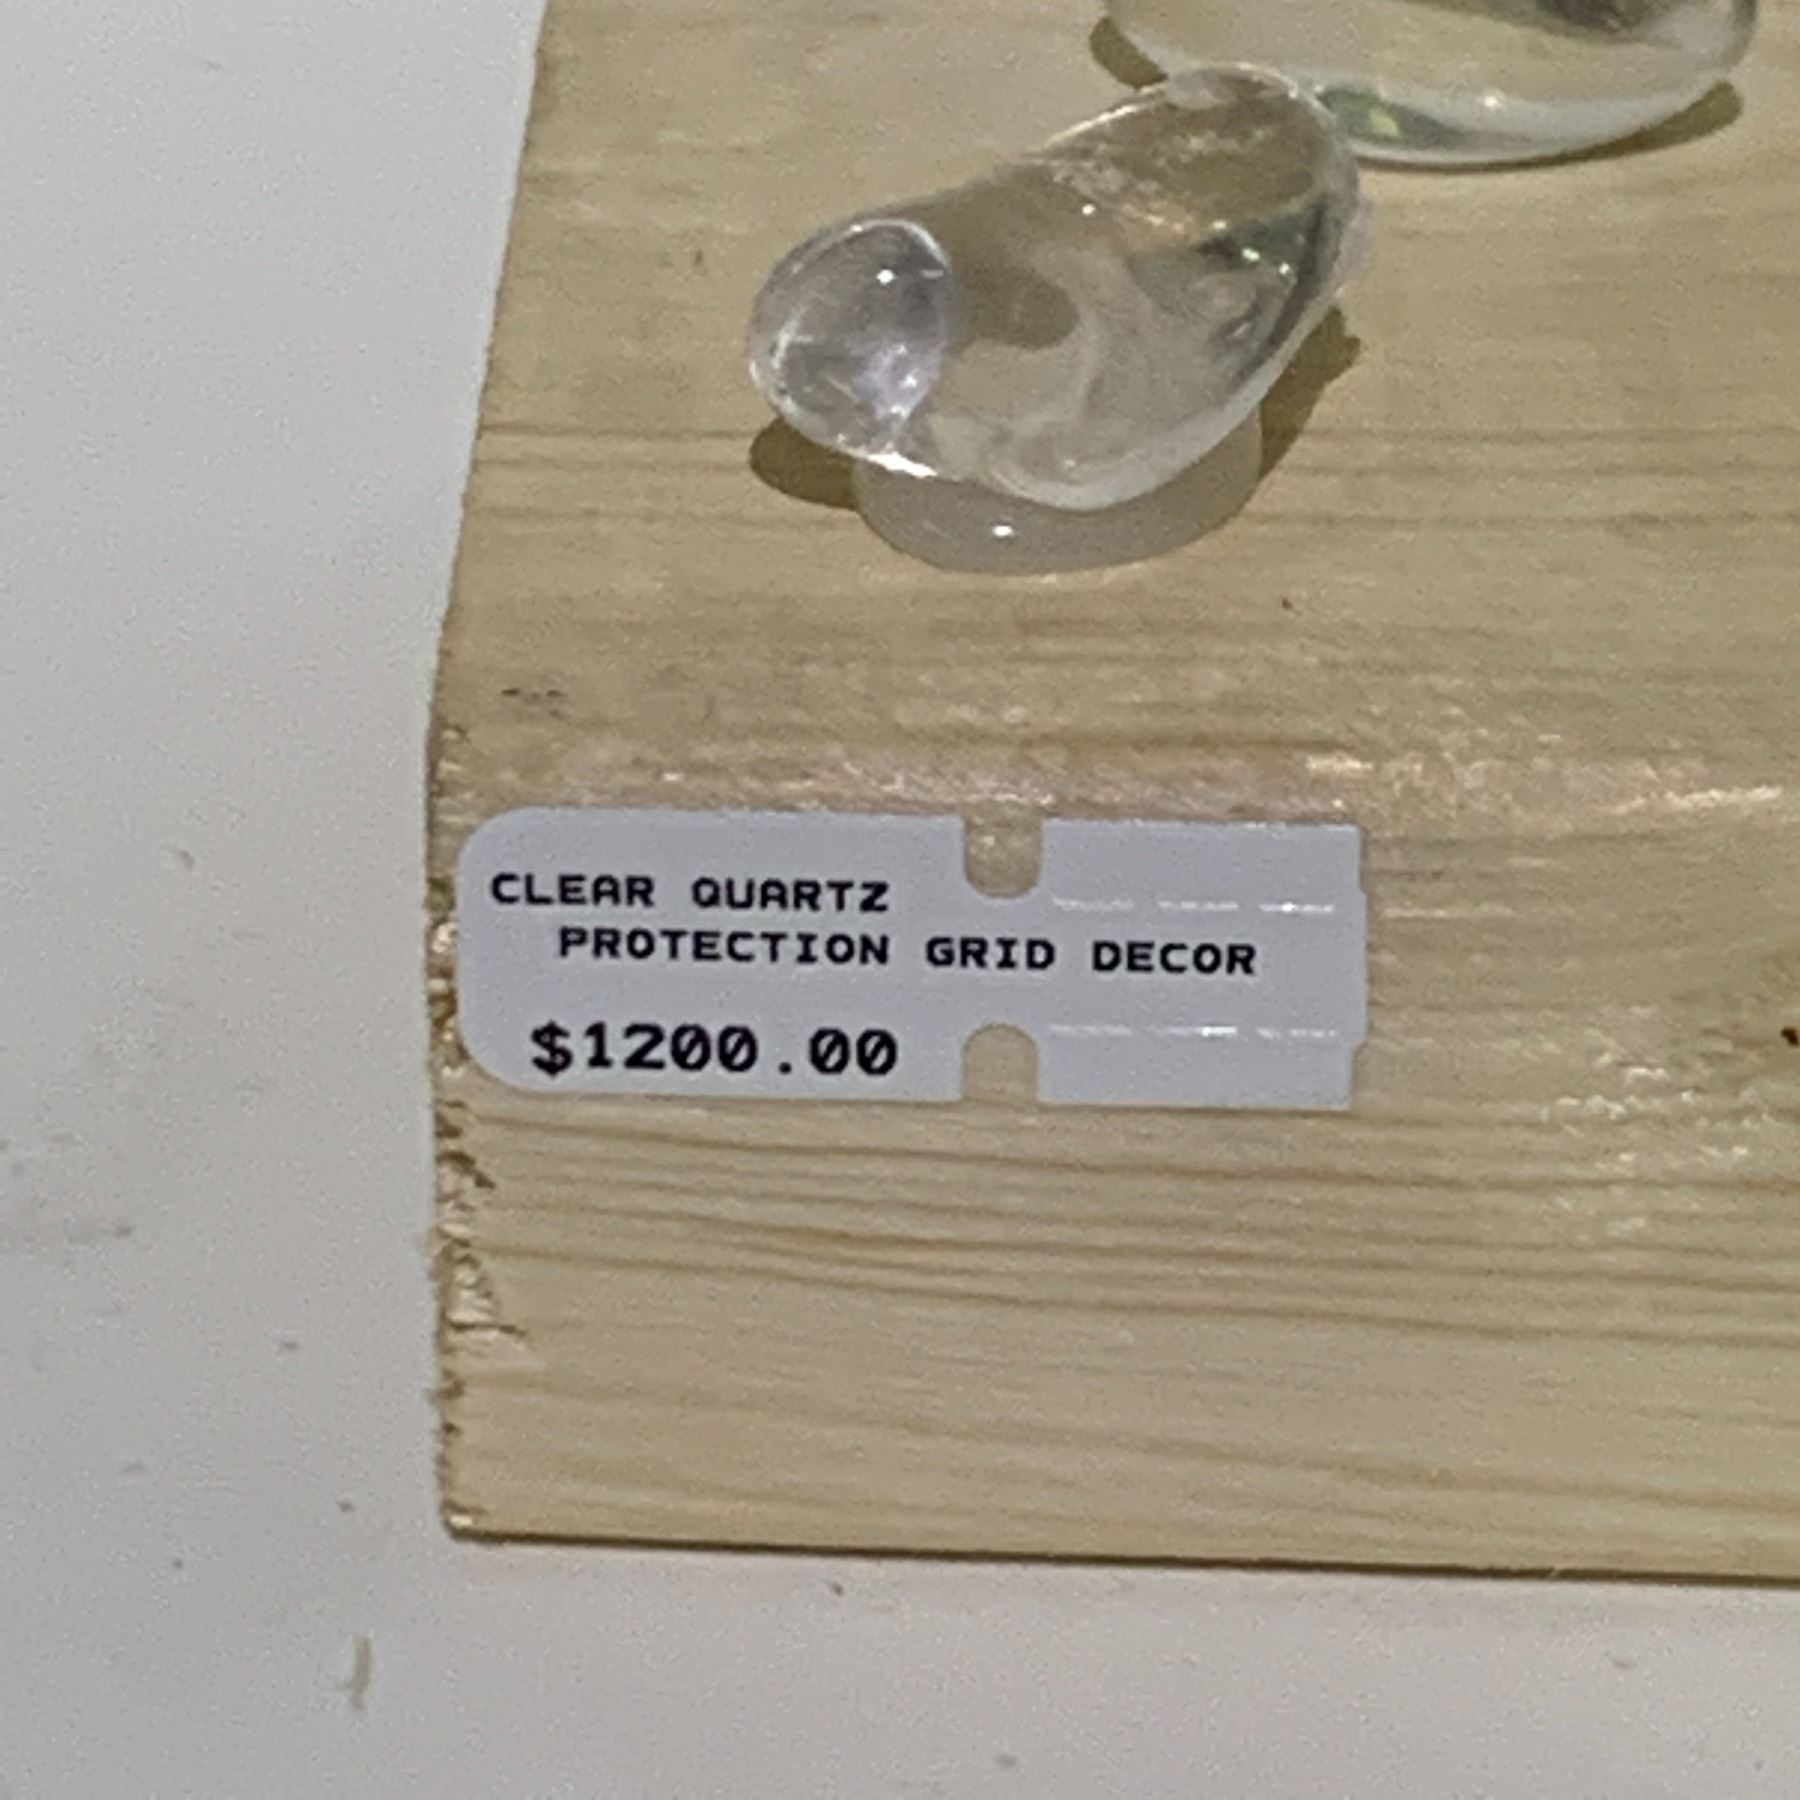 CLEAR QUARTZ
PROTECTION GRID DECOR
$1200.00